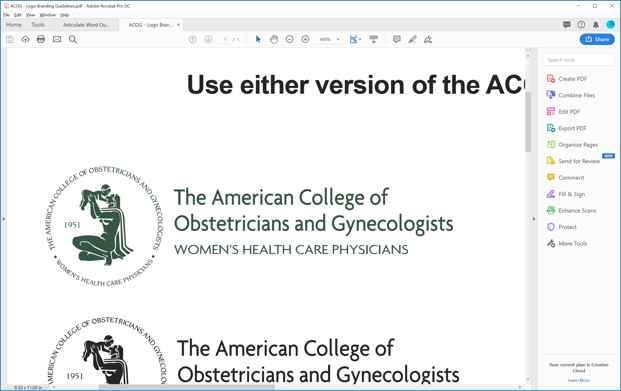 ACOG - Logo Branding Guidelines.pdf - Adobe Acrobat Pro DC
File Edit View Window Help
Home Tools Articulate Word Ou... ACOG - Logo Bran... ×
1 / 1 400% Share
Use either version of the ACO
Search tools
Create PDF
Combine Files
Edit PDF
Export PDF
Organize Pages
Send for Review NEW
Comment
Fill & Sign
Enhance Scans
Protect
More Tools
THE AMERICAN COLLEGE OF OBSTETRICIANS AND GYNECOLOGISTS
1951
WOMEN'S HEALTH CARE PHYSICIANS
The American College of
Obstetricians and Gynecologists
WOMEN'S HEALTH CARE PHYSICIANS
THE AMERICAN COLLEGE OF OBSTETRICIANS AND GYNECOLOGISTS
1951
The American College of
Obstetricians and Gynecologists
Your current plan is Creative
Cloud
Learn More
8.50 x 11.00 in